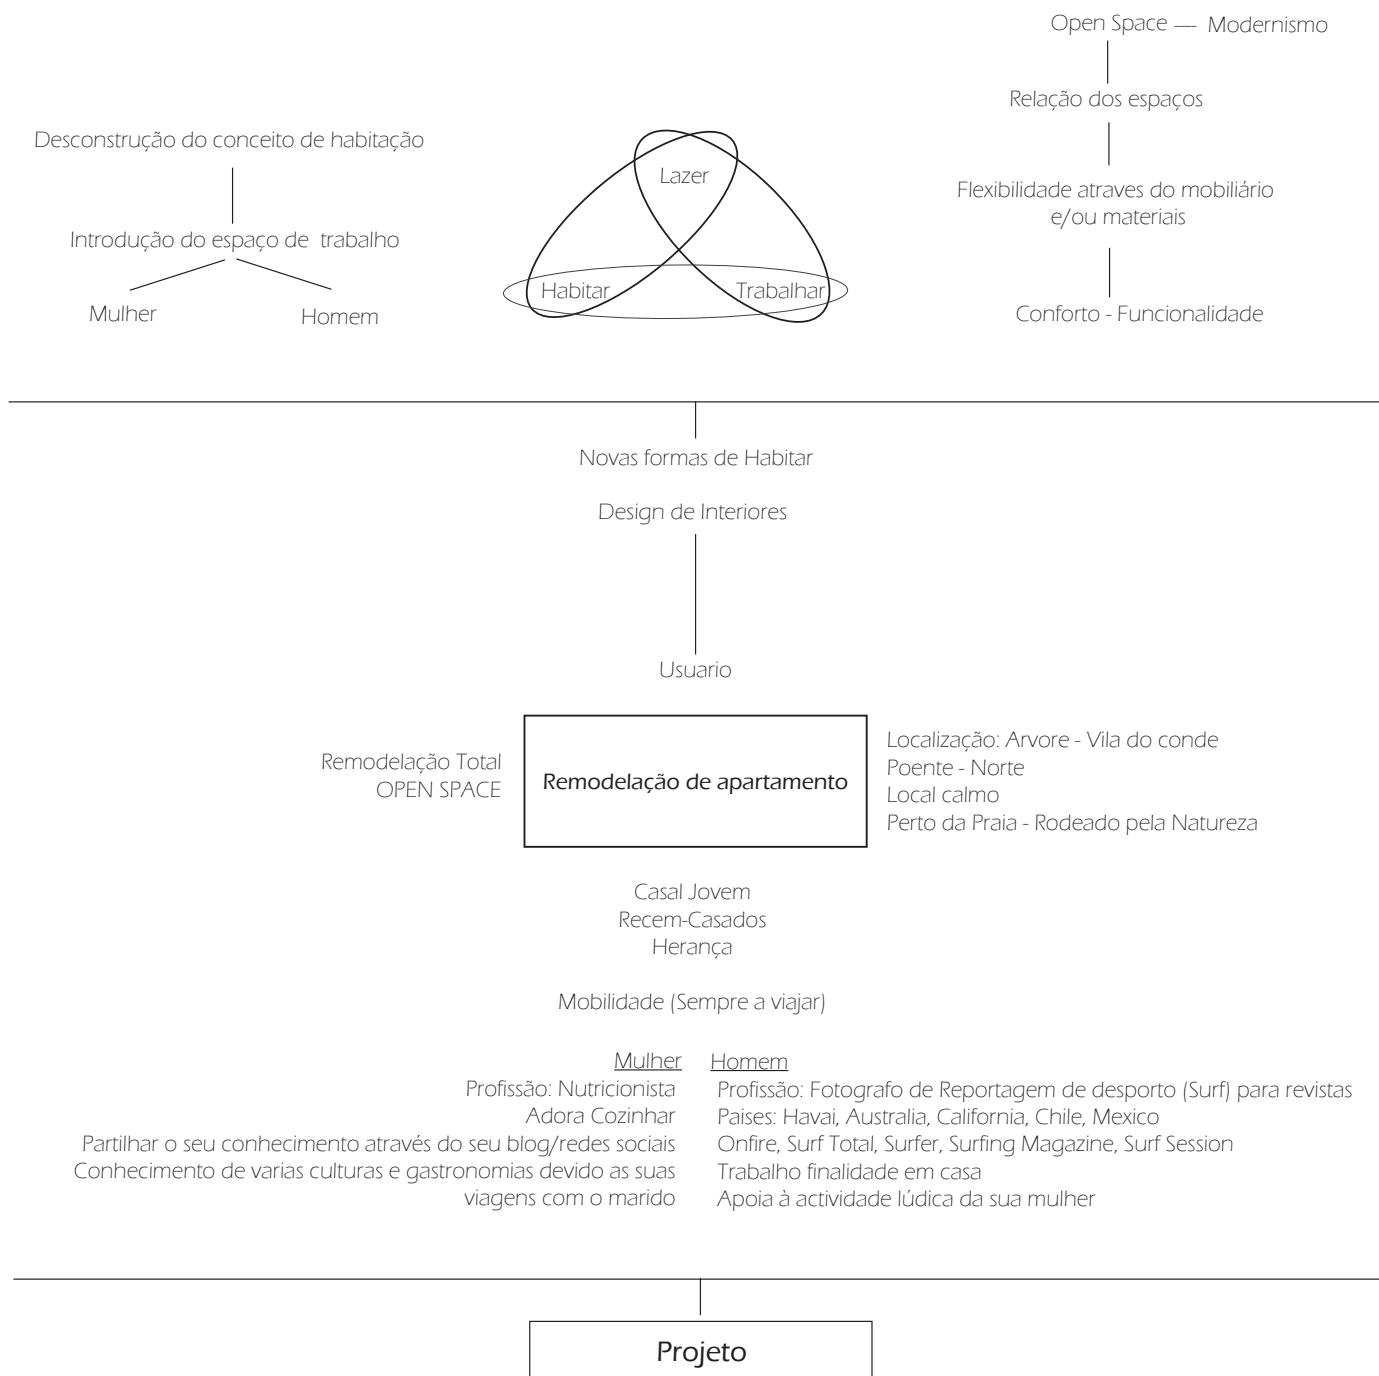 Open Space — Modernismo
Relação dos espaços
Flexibilidade atraves do mobiliário
e/ou materiais
Conforto - Funcionalidade
Desconstrução do conceito de habitação
Introdução do espaço de trabalho
Mulher
Homem
Lazer
Habitar
Trabalhar
Novas formas de Habitar
Design de Interiores
Usuario
Remodelação Total
OPEN SPACE
Remodelação de apartamento
Localização: Arvore - Vila do conde
Poente - Norte
Local calmo
Perto da Praia - Rodeado pela Natureza
Casal Jovem
Recem-Casados
Herança
Mobilidade (Sempre a viajar)
Mulher
Profissão: Nutricionista
Adora Cozinhar
Partilhar o seu conhecimento através do seu blog/redes sociais
Conhecimento de varias culturas e gastronomias devido as suas
viagens com o marido
Homem
Profissão: Fotografo de Reportagem de desporto (Surf) para revistas
Paises: Havai, Australia, California, Chile, Mexico
Onfire, Surf Total, Surfer, Surfing Magazine, Surf Session
Trabalho finalidade em casa
Apoia à actividade lúdica da sua mulher
Projeto